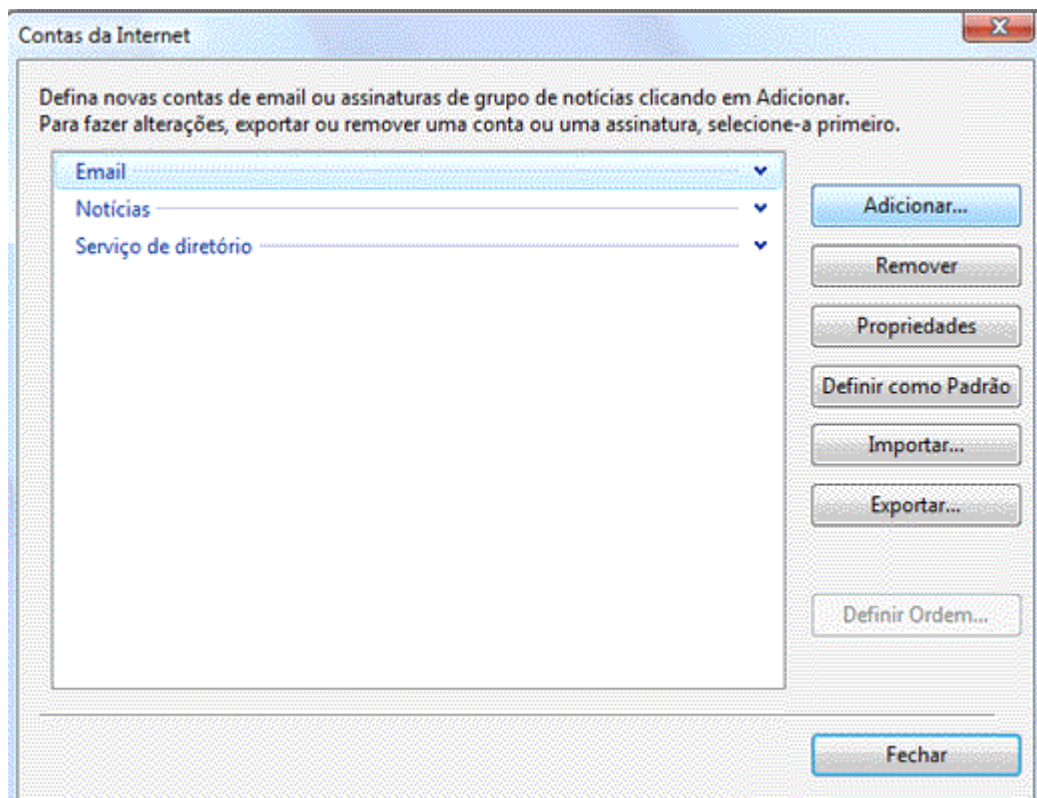 Contas da Internet
Defina novas contas de email ou assinaturas de grupo de notícias clicando em Adicionar.
Para fazer alterações, exportar ou remover uma conta ou uma assinatura, selecione-a primeiro.
Email
Notícias
Serviço de diretório
Adicionar...
Remover
Propriedades
Definir como Padrão
Importar...
Exportar...
Definir Ordem...
Fechar